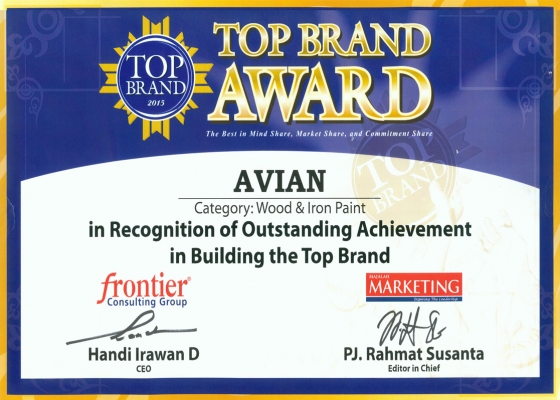 TOP BRAND
AWARD
TOP
BRAND
2015
The Best in Mind Share, Market Share, and Commitment Share
TOP
BRAND
AVIAN
Category: Wood & Iron Paint
in Recognition of Outstanding Achievement
in Building the Top Brand
frontier
Consulting Group
MAJALAH
MARKETING
Inspiring The Leadership
Handi Irawan D
CEO
PJ. Rahmat Susanta
Editor in Chief